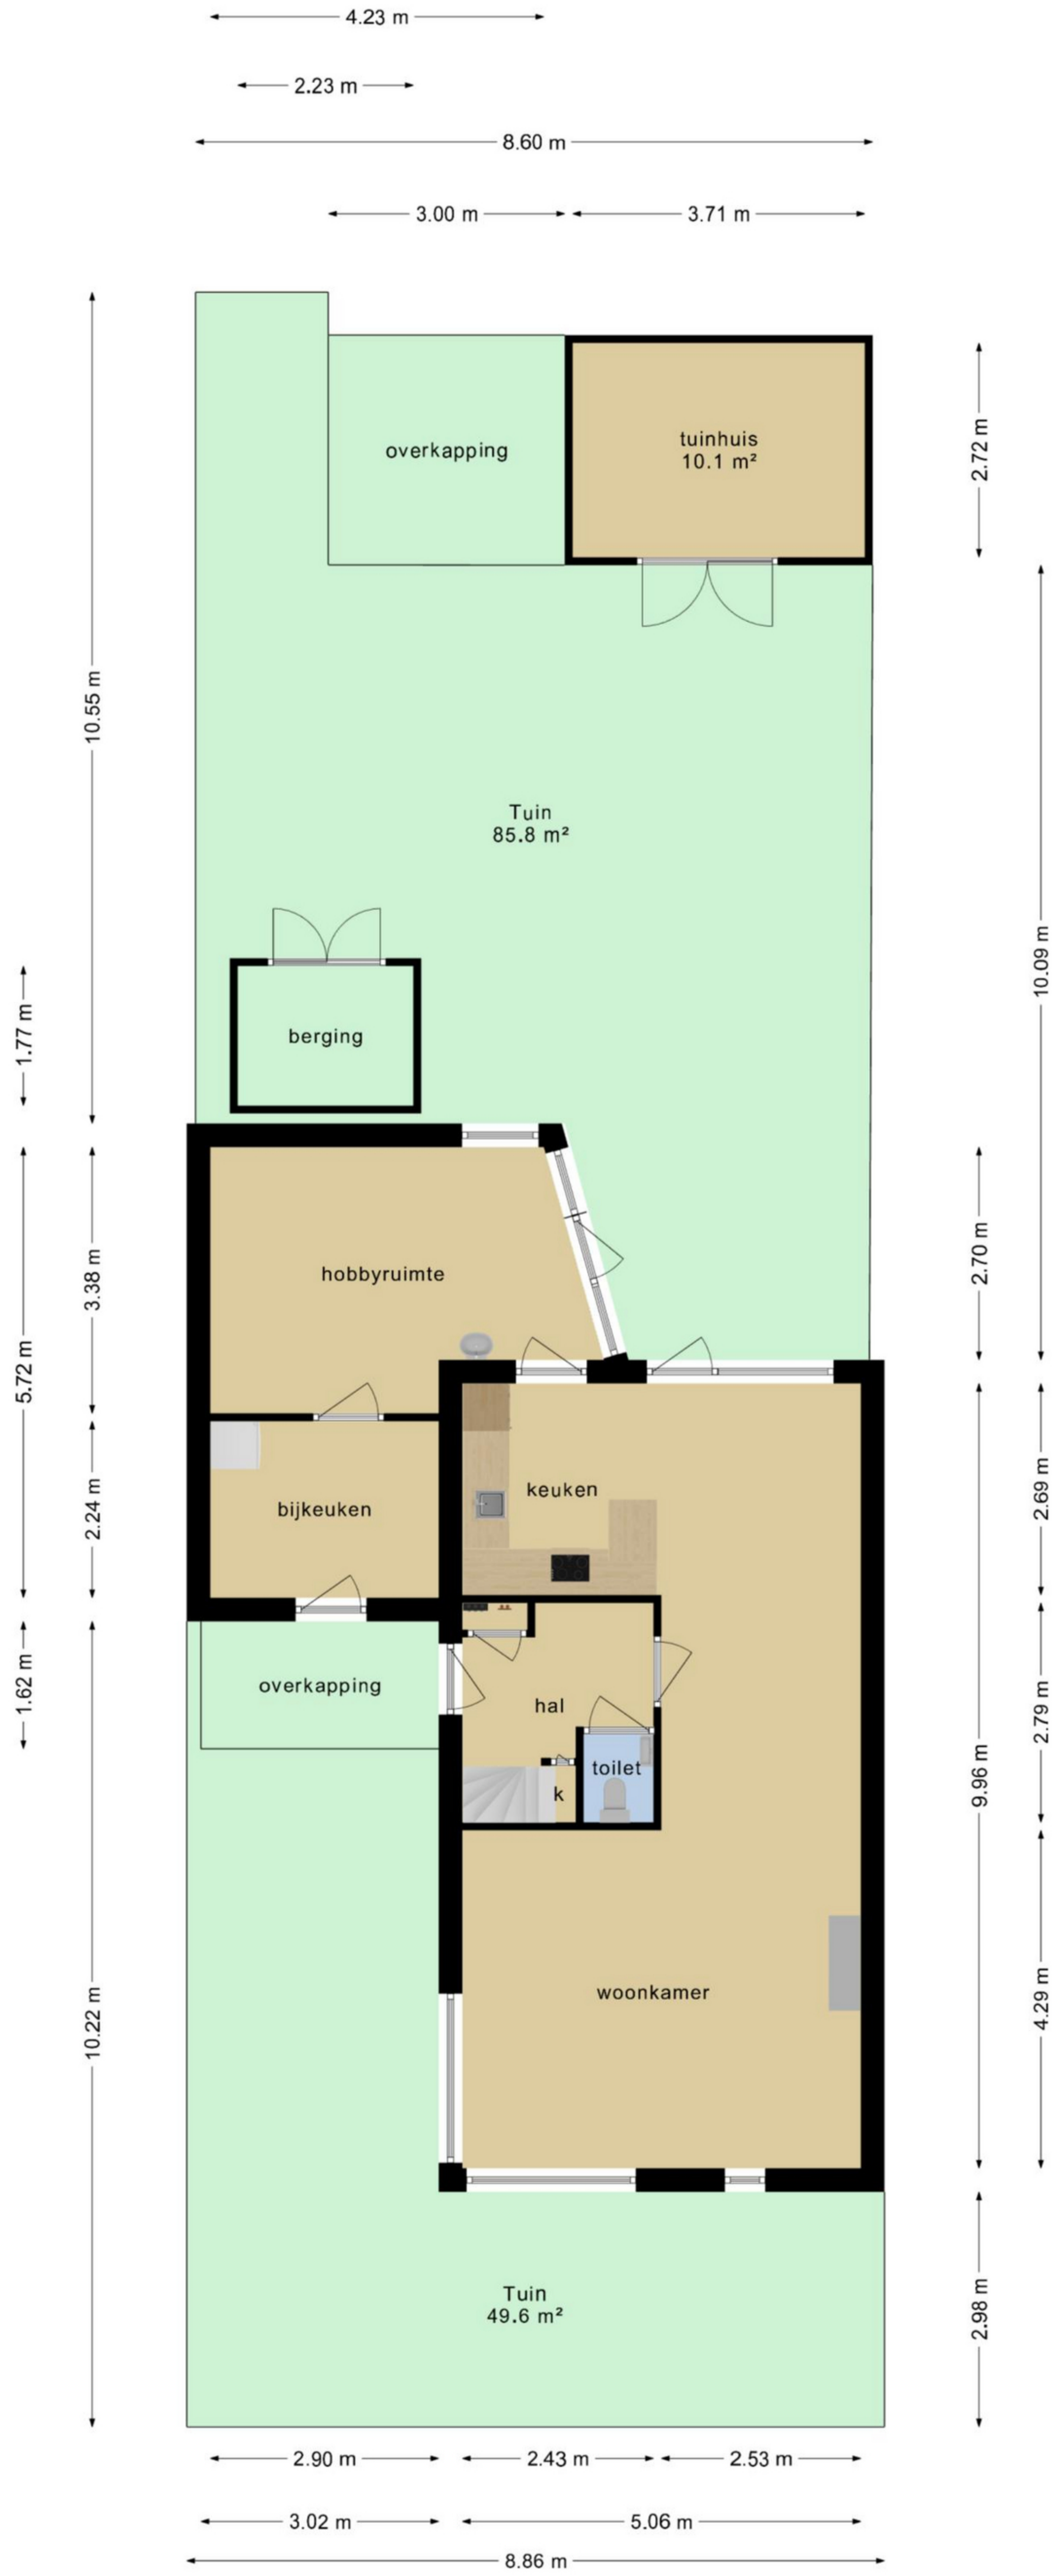 4.23 m
2.23 m
8.60 m
3.00 m
3.71 m
overkapping
tuinhuis
10.1 m²
2.72 m
10.55 m
Tuin
85.8 m²
10.09 m
1.77 m
berging
hobbyruimte
3.38 m
2.70 m
5.72 m
keuken
bijkeuken
2.24 m
2.69 m
overkapping
1.62 m
hal
2.79 m
toilet
k
9.96 m
woonkamer
10.22 m
4.29 m
Tuin
49.6 m²
2.98 m
2.90 m
2.43 m
2.53 m
3.02 m
5.06 m
8.86 m